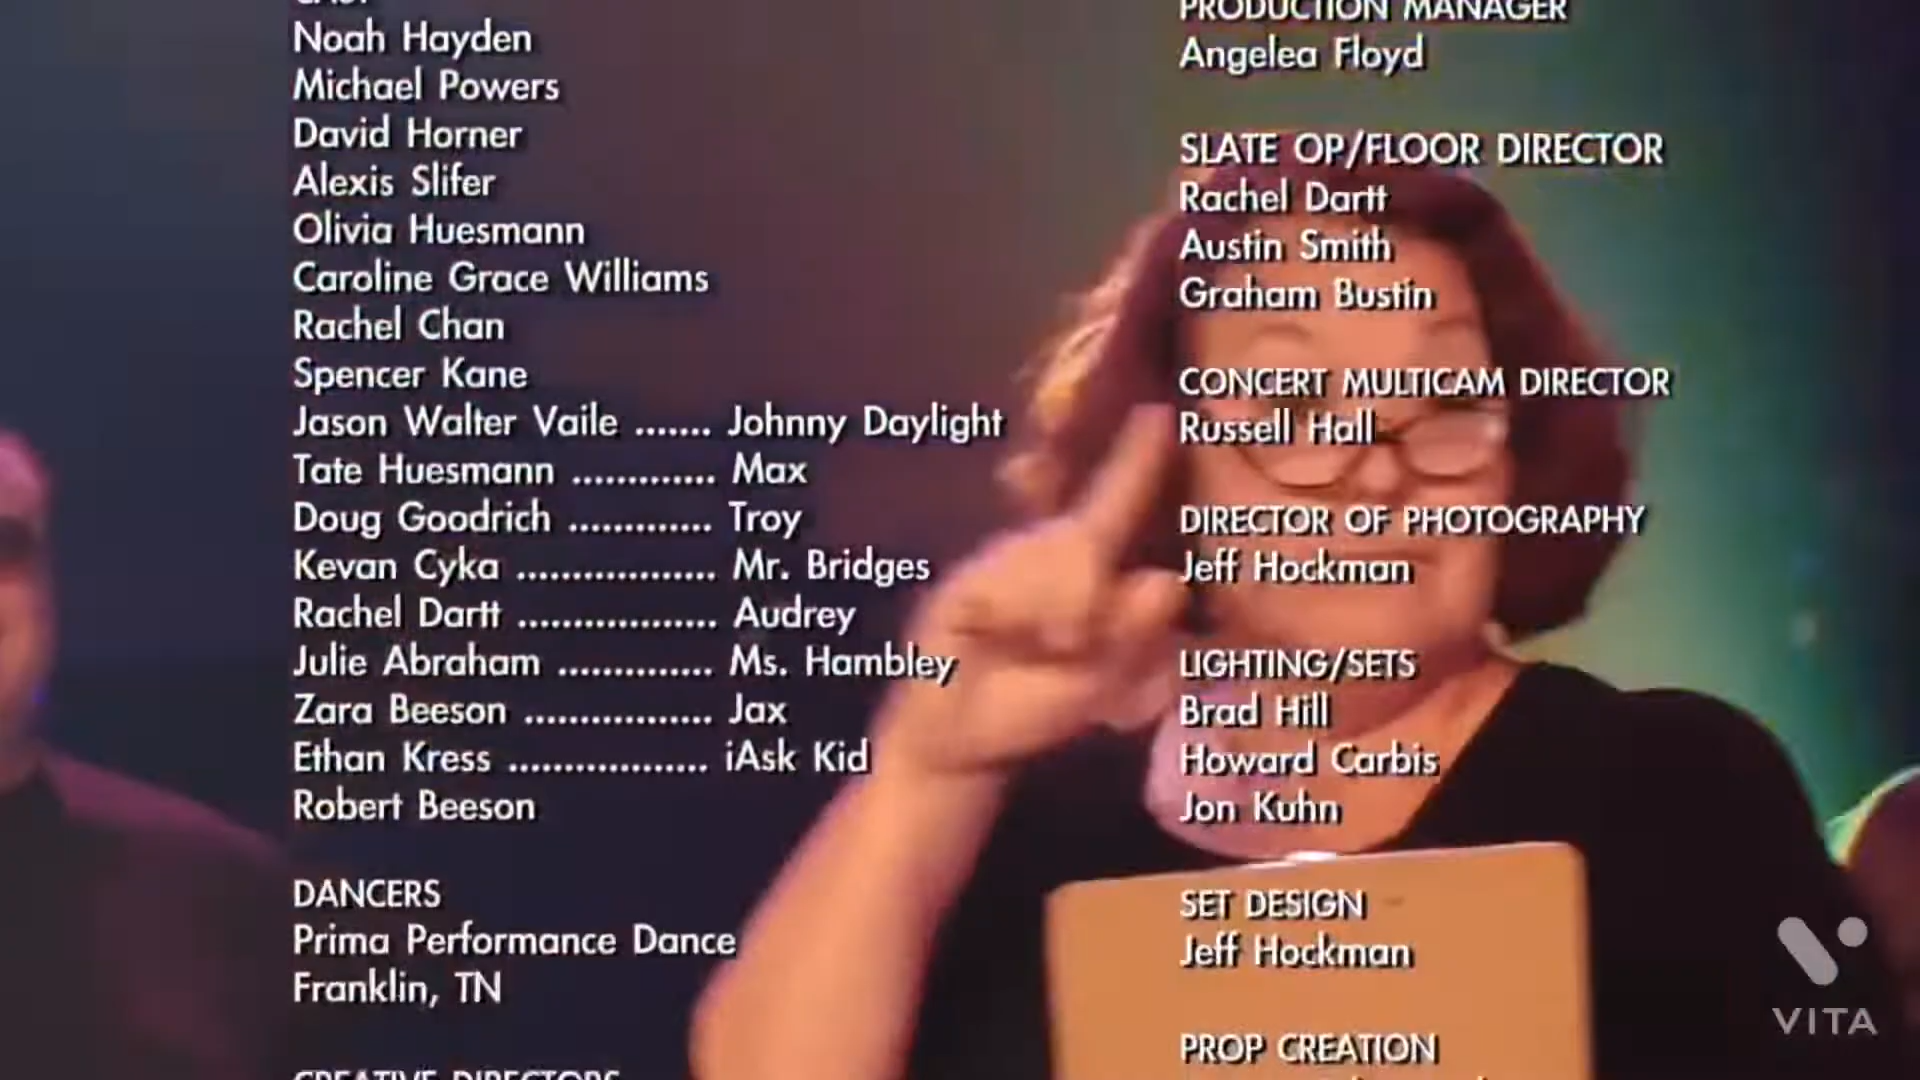 CAST
Noah Hayden
Michael Powers
David Horner
Alexis Slifer
Olivia Huesmann
Caroline Grace Williams
Rachel Chan
Spencer Kane
Jason Walter Vaile ....... Johnny Daylight
Tate Huesmann ............. Max
Doug Goodrich ............. Troy
Kevan Cyka .................. Mr. Bridges
Rachel Dartt .................. Audrey
Julie Abraham .............. Ms. Hambley
Zara Beeson ................. Jax
Ethan Kress .................. iAsk Kid
Robert Beeson
DANCERS
Prima Performance Dance
Franklin, TN
CREATIVE DIRECTORS
PRODUCTION MANAGER
Angelea Floyd
SLATE OP/FLOOR DIRECTOR
Rachel Dartt
Austin Smith
Graham Bustin
CONCERT MULTICAM DIRECTOR
Russell Hall
DIRECTOR OF PHOTOGRAPHY
Jeff Hockman
LIGHTING/SETS
Brad Hill
Howard Carbis
Jon Kuhn
SET DESIGN
Jeff Hockman
PROP CREATION
VITA